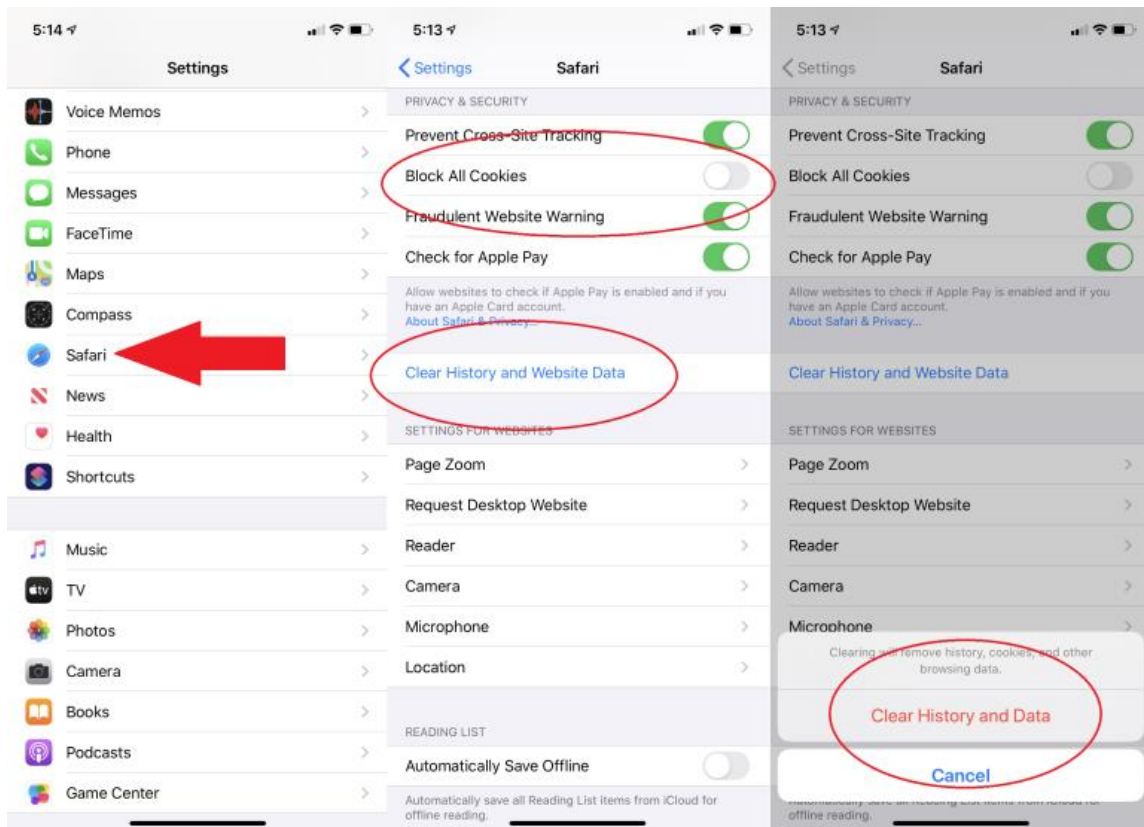 5:14
Settings
Voice Memos
Phone
Messages
FaceTime
Maps
Compass
Safari
News
Health
Shortcuts
Music
tv
TV
Photos
Camera
Books
Podcasts
Game Center
5:13
Settings
Safari
PRIVACY & SECURITY
Prevent Cross-Site Tracking
Block All Cookies
Fraudulent Website Warning
Check for Apple Pay
Allow websites to check if Apple Pay is enabled and if you
have an Apple Card account.
About Safari & Privacy...
Clear History and Website Data
SETTINGS FOR WEBSITES
Page Zoom
Request Desktop Website
Reader
Camera
Microphone
Location
READING LIST
Automatically Save Offline
Automatically save all Reading List items from iCloud for
offline reading.
5:13
Settings
Safari
PRIVACY & SECURITY
Prevent Cross-Site Tracking
Block All Cookies
Fraudulent Website Warning
Check for Apple Pay
Allow websites to check if Apple Pay is enabled and if you
have an Apple Card account.
About Safari & Privacy...
Clear History and Website Data
SETTINGS FOR WEBSITES
Page Zoom
Request Desktop Website
Reader
Camera
Microphone
Clearing will remove history, cookies, and other
browsing data.
Clear History and Data
Cancel
offline reading.